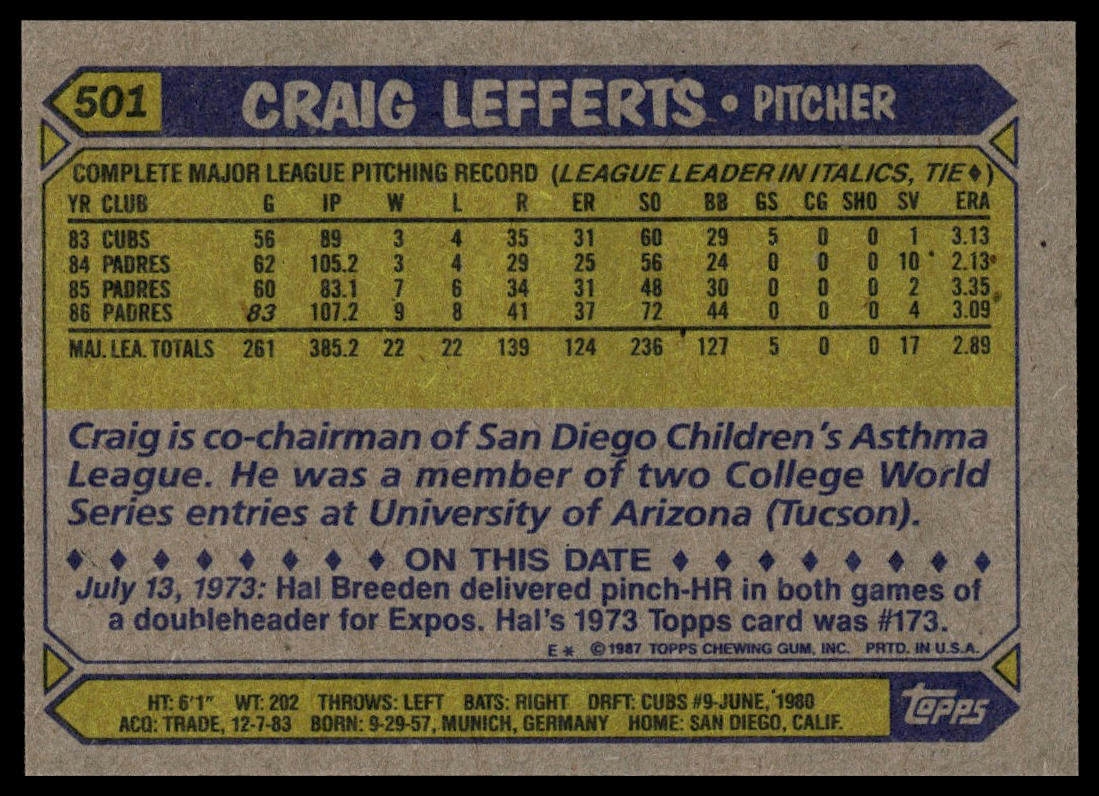 501 CRAIG LEFFERTS • PITCHER
COMPLETE MAJOR LEAGUE PITCHING RECORD (LEAGUE LEADER IN ITALICS, TIE♦)
YR CLUB G IP W L R ER SO BB GS CG SHO SV ERA
83 CUBS 56 89 3 4 35 31 60 29 5 0 0 1 3.13
84 PADRES 62 105.2 3 4 29 25 56 24 0 0 0 10 2.13
85 PADRES 60 83.1 7 6 34 31 48 30 0 0 0 2 3.35
86 PADRES 83 107.2 9 8 41 37 72 44 0 0 0 4 3.09
MAJ. LEA. TOTALS 261 385.2 22 22 139 124 236 127 5 0 0 17 2.89
Craig is co-chairman of San Diego Children's Asthma
League. He was a member of two College World
Series entries at University of Arizona (Tucson).
♦ ♦ ♦ ♦ ♦ ♦ ♦ ♦ ON THIS DATE ♦ ♦ ♦ ♦ ♦ ♦ ♦ ♦
July 13, 1973: Hal Breeden delivered pinch-HR in both games of
a doubleheader for Expos. Hal's 1973 Topps card was #173.
E* ©1987 TOPPS CHEWING GUM, INC. PRTD. IN U.S.A.
HT: 6'1" WT: 202 THROWS: LEFT BATS: RIGHT DRFT: CUBS #9-JUNE, 1980
ACQ: TRADE, 12-7-83 BORN: 9-29-57, MUNICH, GERMANY HOME: SAN DIEGO, CALIF.
topps